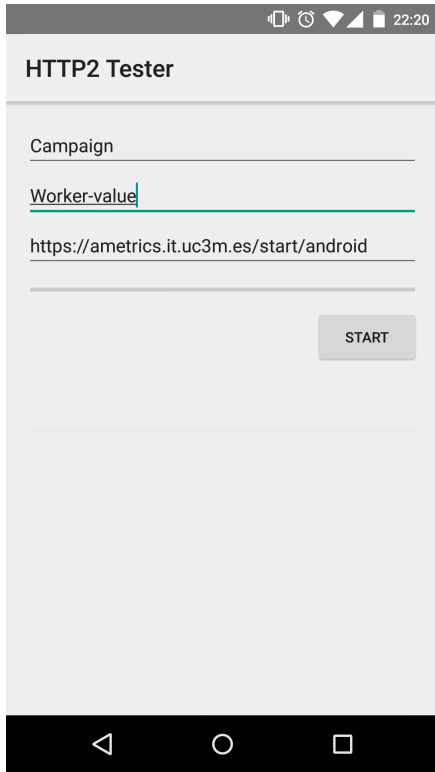 22:20
HTTP2 Tester
Campaign
Worker-value
https://ametrics.it.uc3m.es/start/android
START